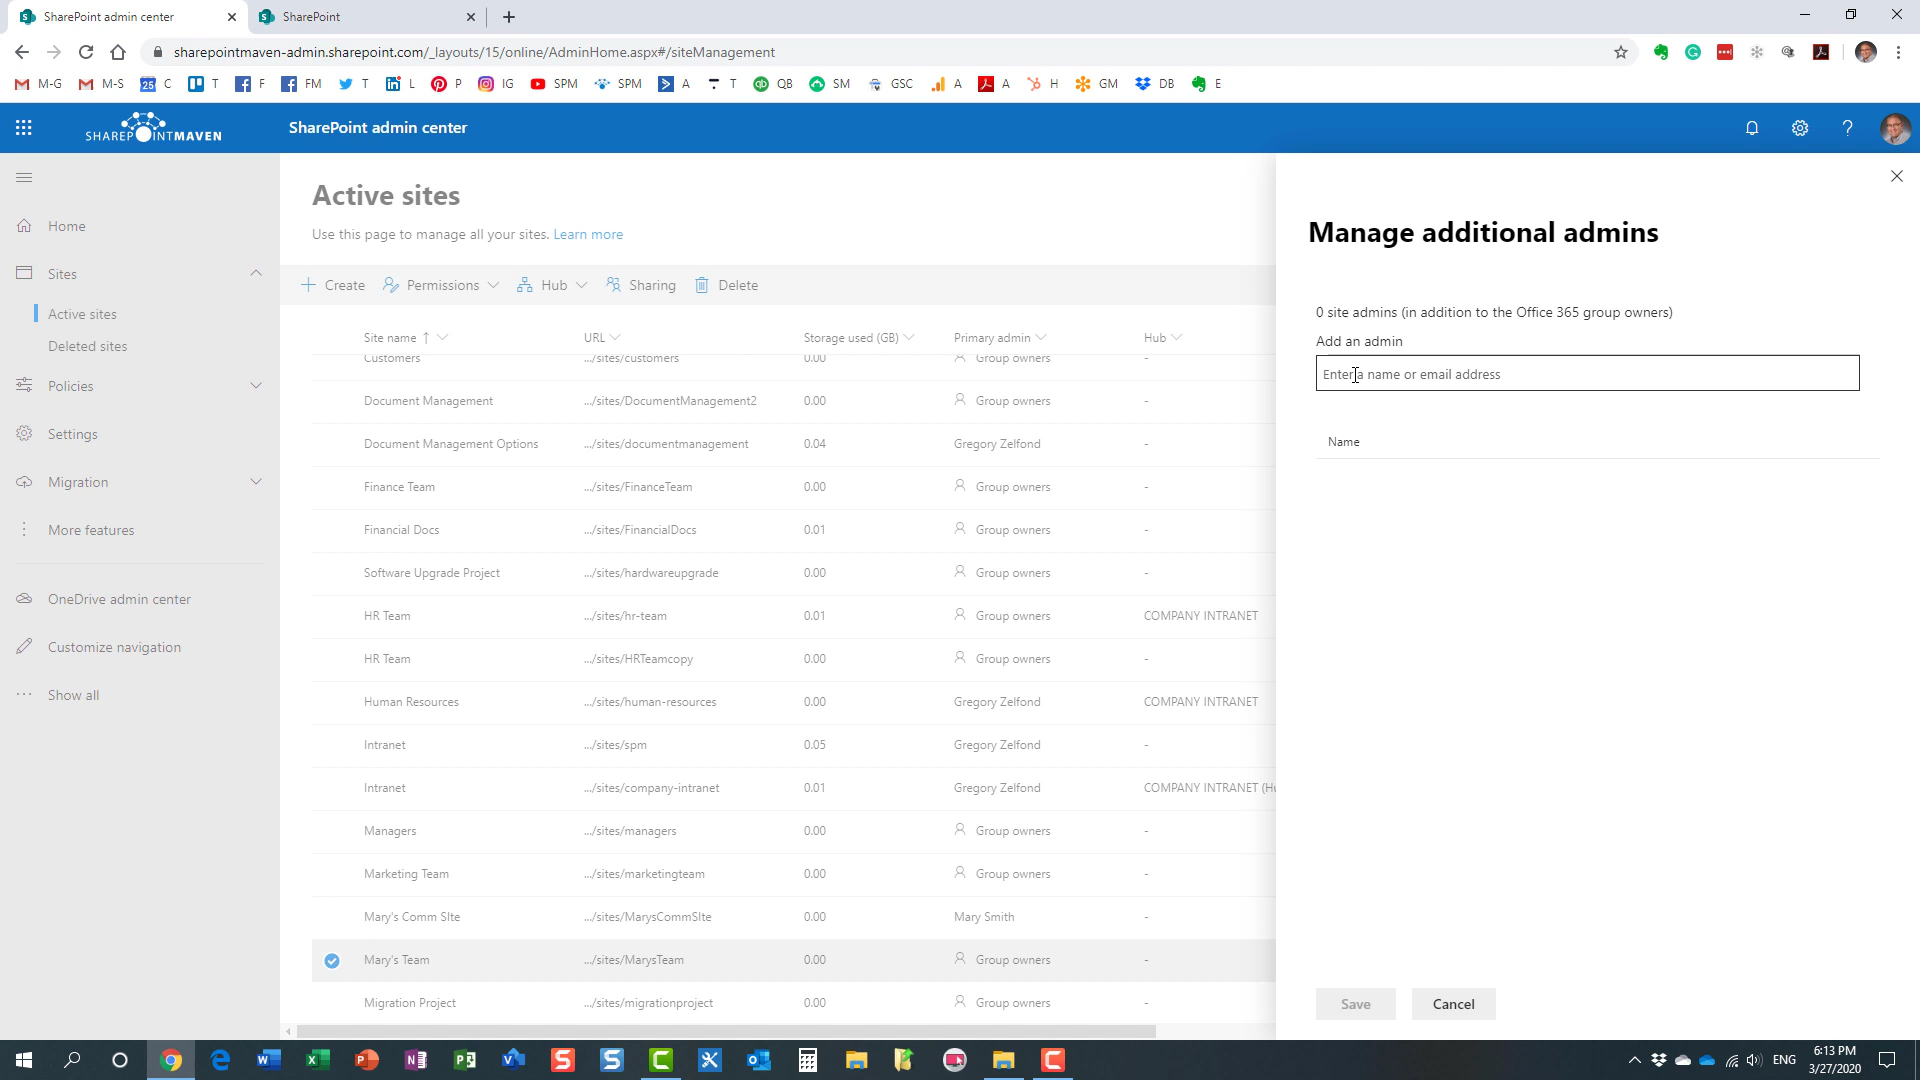 SharePoint admin center
SharePoint
sharepointmaven-admin.sharepoint.com/_layouts/15/online/AdminHome.aspx#/siteManagement
M-G M-S C T F FM T L P IG SPM SPM A T QB SM GSC A A H GM DB E
SHAREPOINTMAVEN
SharePoint admin center
Home
Sites
Active sites
Deleted sites
Policies
Settings
Migration
More features
OneDrive admin center
Customize navigation
Show all
Active sites
Use this page to manage all your sites. Learn more
Create Permissions Hub Sharing Delete
Site name ↑ URL Storage used (GB) Primary admin Hub
Customers .../sites/customers 0.00 Group owners -
Document Management .../sites/DocumentManagement2 0.00 Group owners -
Document Management Options .../sites/documentmanagement 0.04 Gregory Zelfond -
Finance Team .../sites/FinanceTeam 0.00 Group owners -
Financial Docs .../sites/FinancialDocs 0.01 Group owners -
Software Upgrade Project .../sites/hardwareupgrade 0.00 Group owners -
HR Team .../sites/hr-team 0.01 Group owners COMPANY INTRANET
HR Team .../sites/HRTeamcopy 0.00 Group owners -
Human Resources .../sites/human-resources 0.00 Gregory Zelfond COMPANY INTRANET
Intranet .../sites/spm 0.05 Gregory Zelfond -
Intranet .../sites/company-intranet 0.01 Gregory Zelfond COMPANY INTRANET (Hu
Managers .../sites/managers 0.00 Group owners -
Marketing Team .../sites/marketingteam 0.00 Group owners -
Mary's Comm SIte .../sites/MarysCommSIte 0.00 Mary Smith -
Mary's Team .../sites/MarysTeam 0.00 Group owners -
Migration Project .../sites/migrationproject 0.00 Group owners -
Manage additional admins
0 site admins (in addition to the Office 365 group owners)
Add an admin
Enter a name or email address
Name
Save Cancel
ENG
6:13 PM
3/27/2020